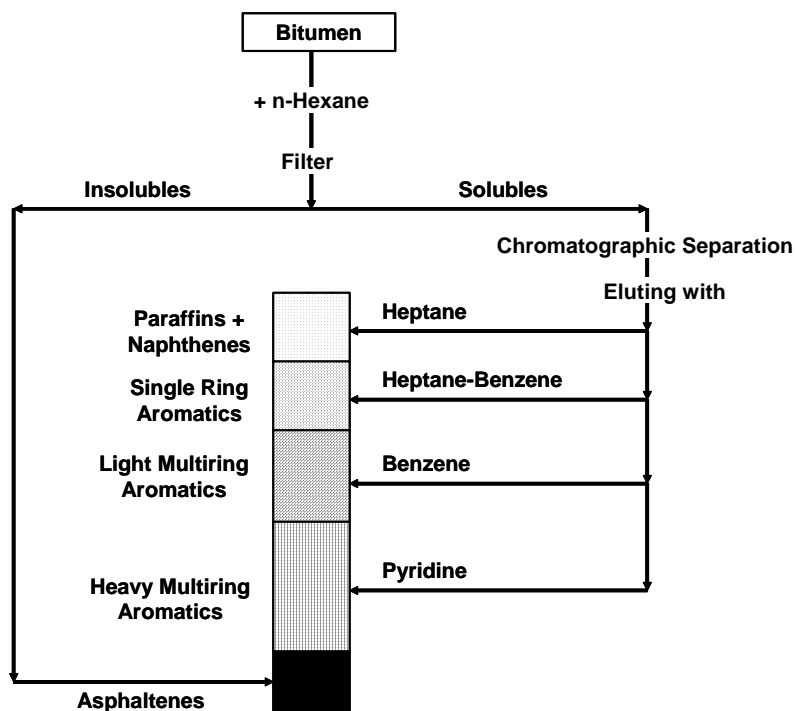 Bitumen
+ n-Hexane
Filter
Insolubles
Solubles
Chromatographic Separation
Eluting with
Paraffins +
Naphthenes
Heptane
Single Ring
Aromatics
Heptane-Benzene
Light Multiring
Aromatics
Benzene
Heavy Multiring
Aromatics
Pyridine
Asphaltenes